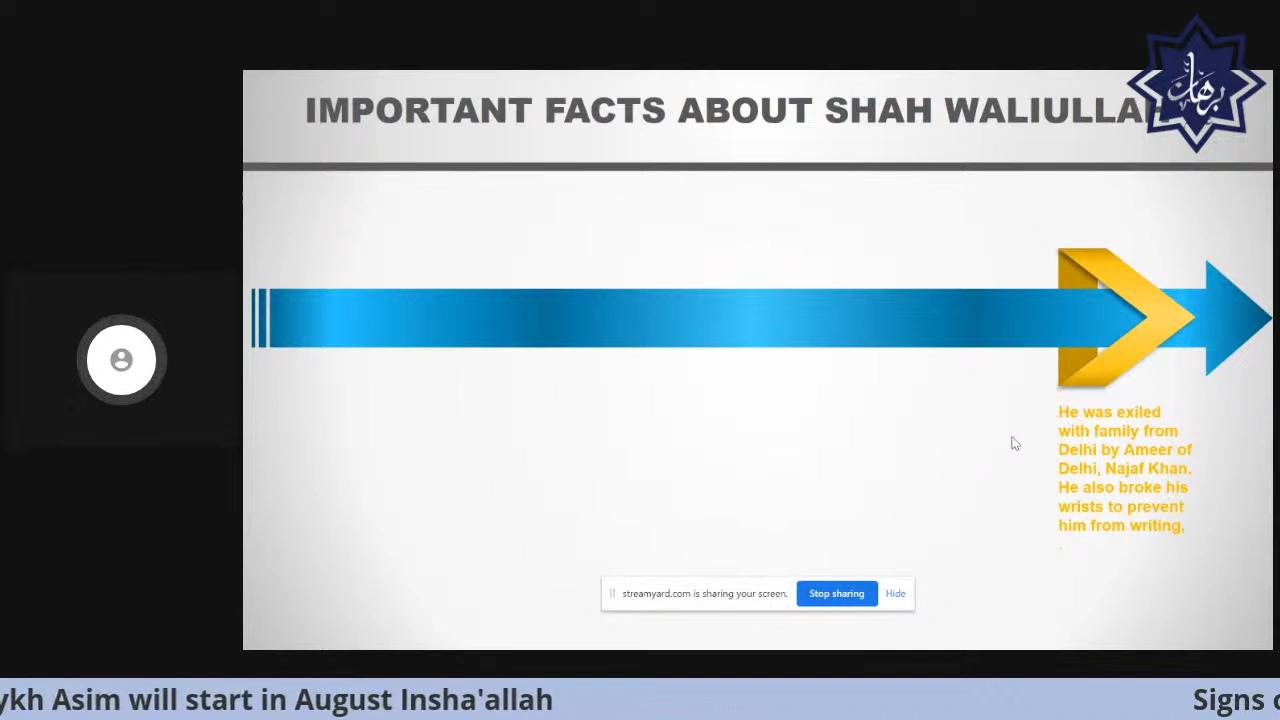 IMPORTANT FACTS ABOUT SHAH
برهان
He was exiled
with family from
Delhi by Ameer of
Delhi, Najaf Khan.
He also broke his
wrists to prevent
him from writing,
.
streamyard.com is sharing your screen.
Stop sharing
Hide
Asim will start in August Insha'allah
Signs